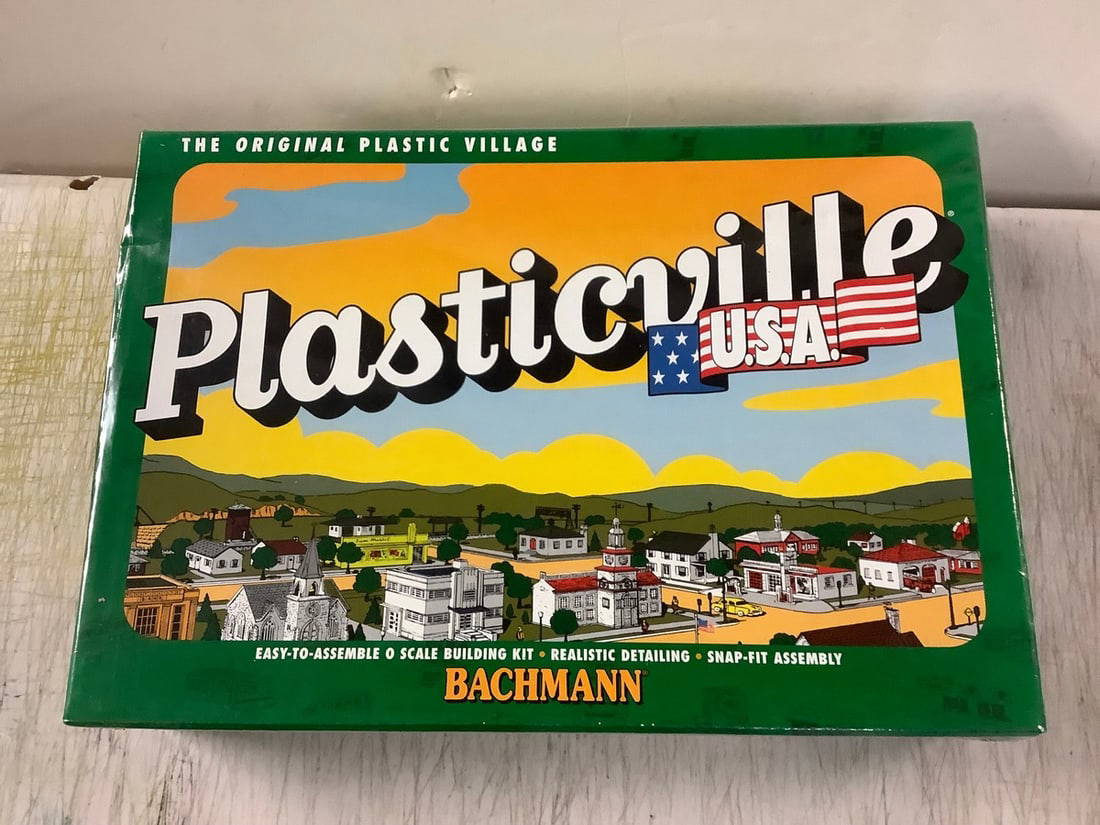 THE ORIGINAL PLASTIC VILLAGE
Plasticville®
U.S.A.
EASY-TO-ASSEMBLE O SCALE BUILDING KIT • REALISTIC DETAILING • SNAP-FIT ASSEMBLY
BACHMANN